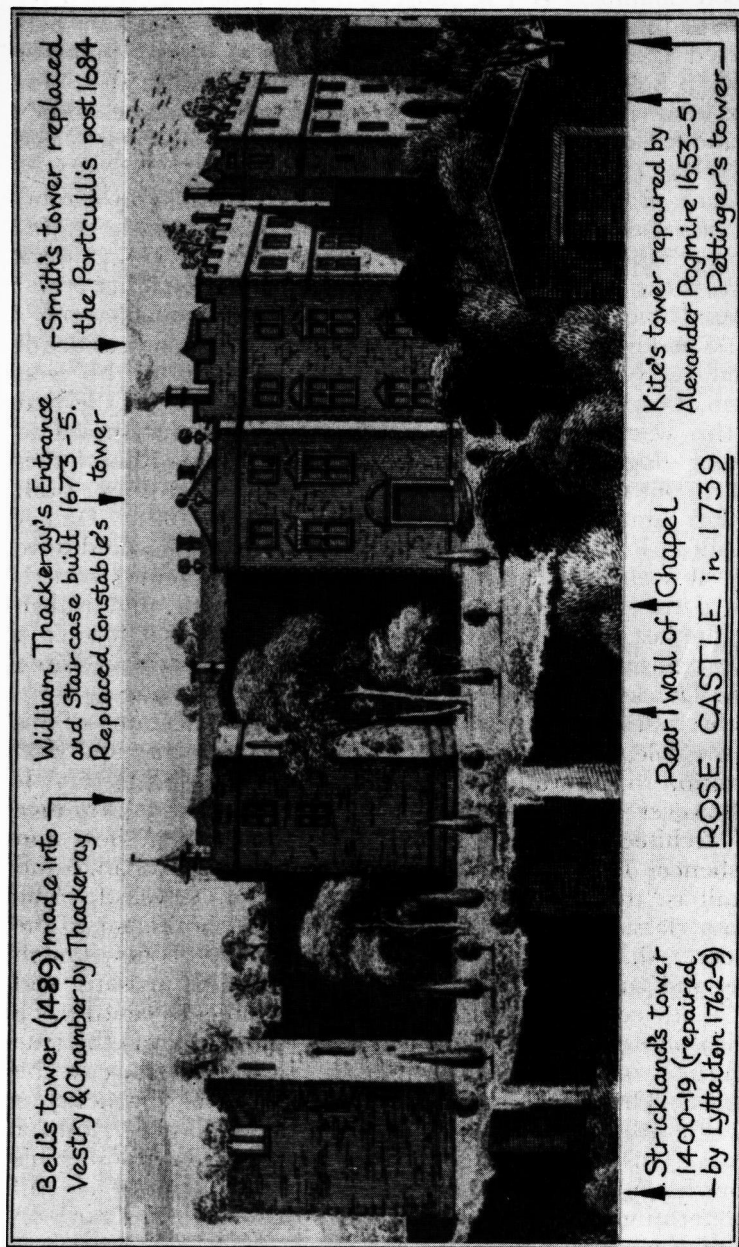 Bell's tower (1489) made into
Vestry & Chamber by Thackeray
William Thackeray's Entrance
and Staircase built 1673-5.
Replaced Constable's tower
Smith's tower replaced
the Portcullis post 1684
Strickland's tower
1400-19 (repaired
by Lyttelton 1762-9)
Rear wall of Chapel
Kite's tower repaired by
Alexander Pogmire 1653-5
Pettinger's tower
ROSE CASTLE in 1739